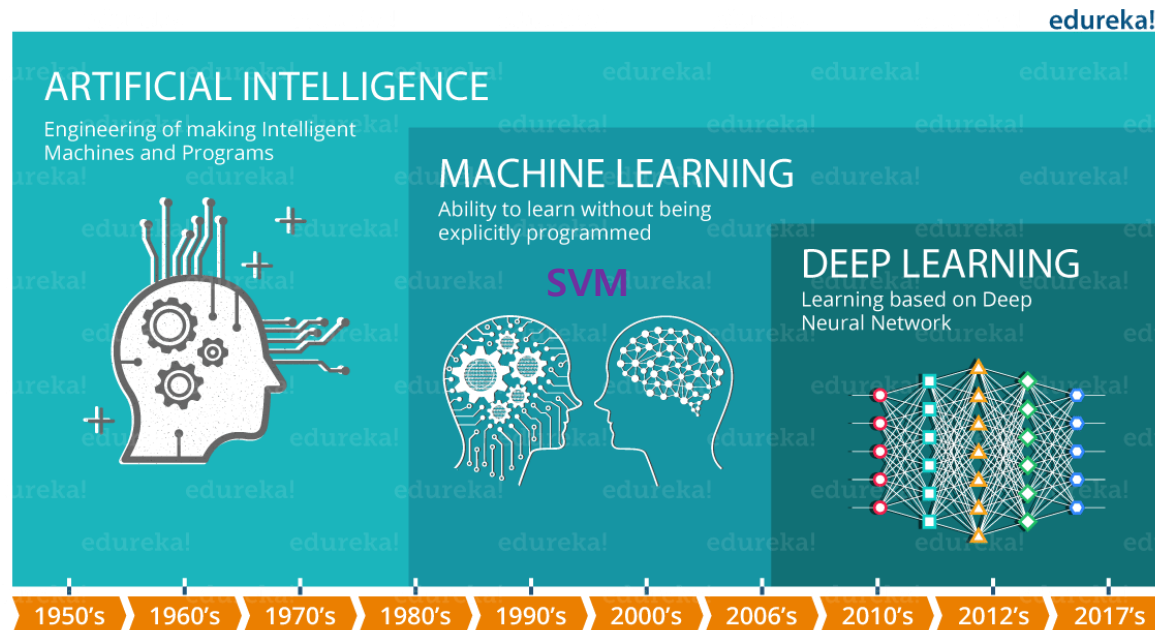 edureka!
ARTIFICIAL INTELLIGENCE
Engineering of making Intelligent
Machines and Programs
MACHINE LEARNING
Ability to learn without being
explicitly programmed
SVM
DEEP LEARNING
Learning based on Deep
Neural Network
1950's 1960's 1970's 1980's 1990's 2000's 2006's 2010's 2012's 2017's